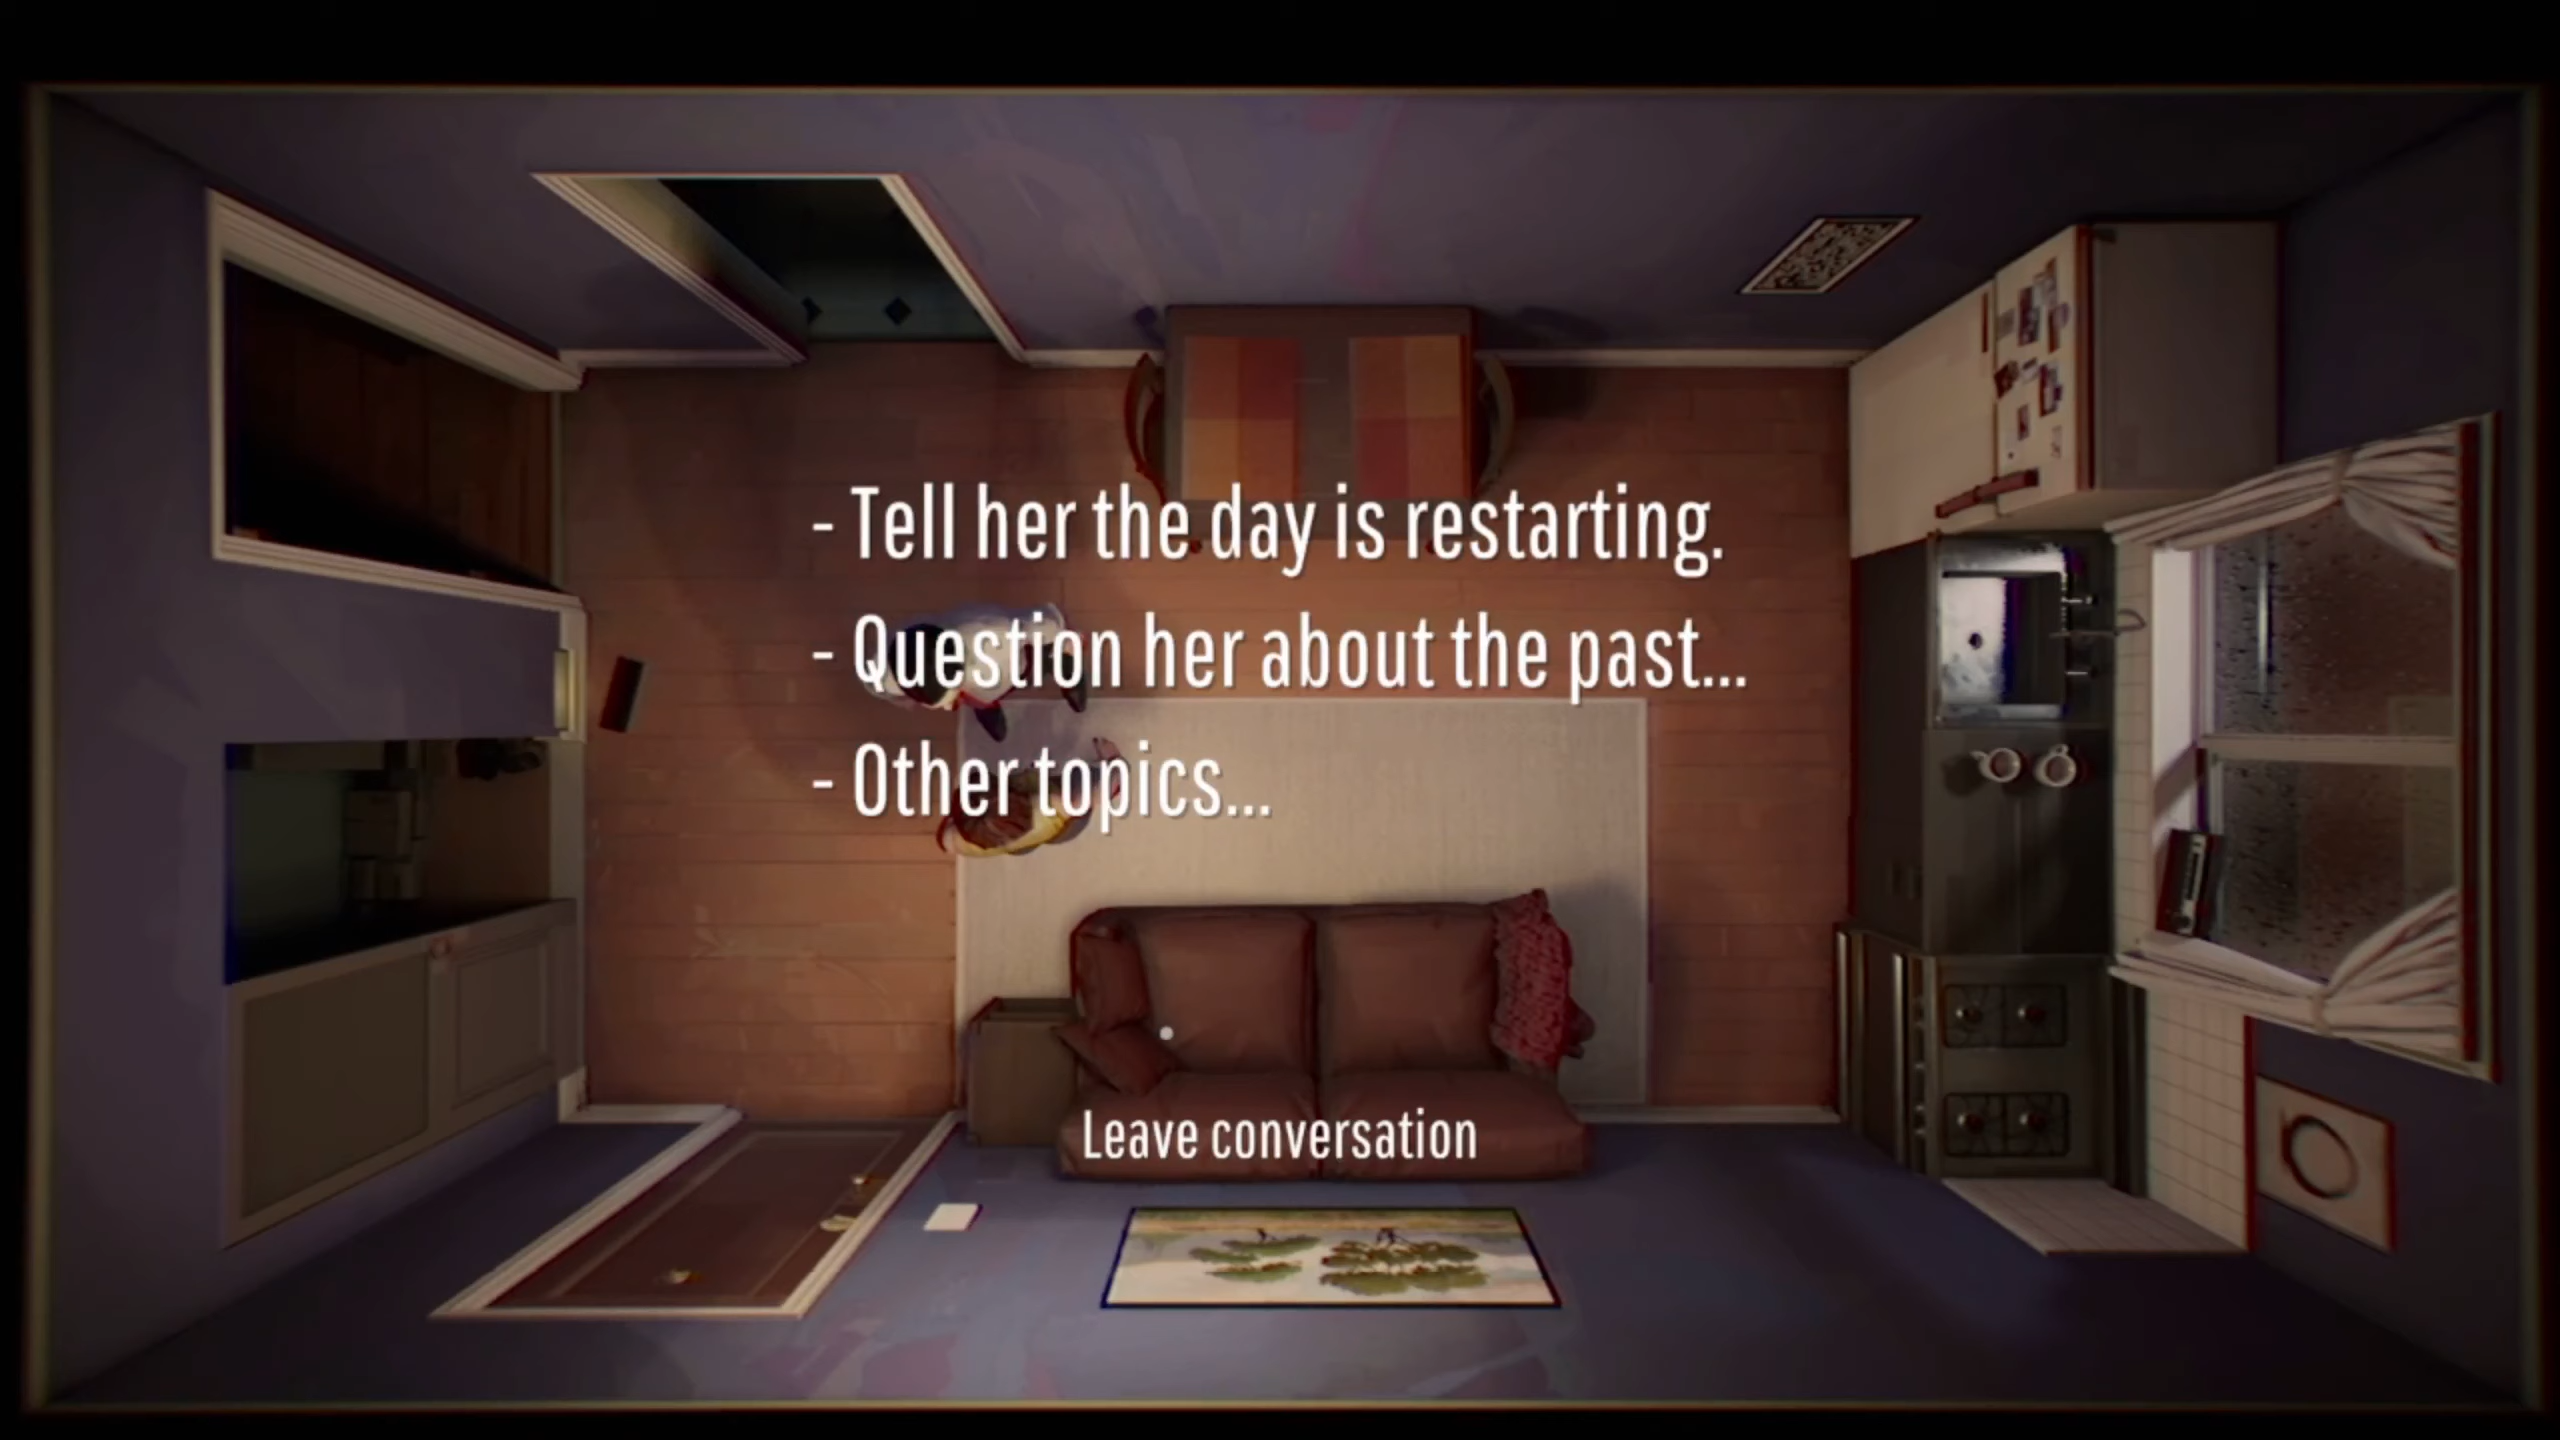 - Tell her the day is restarting.
- Question her about the past...
- Other topics...
Leave conversation